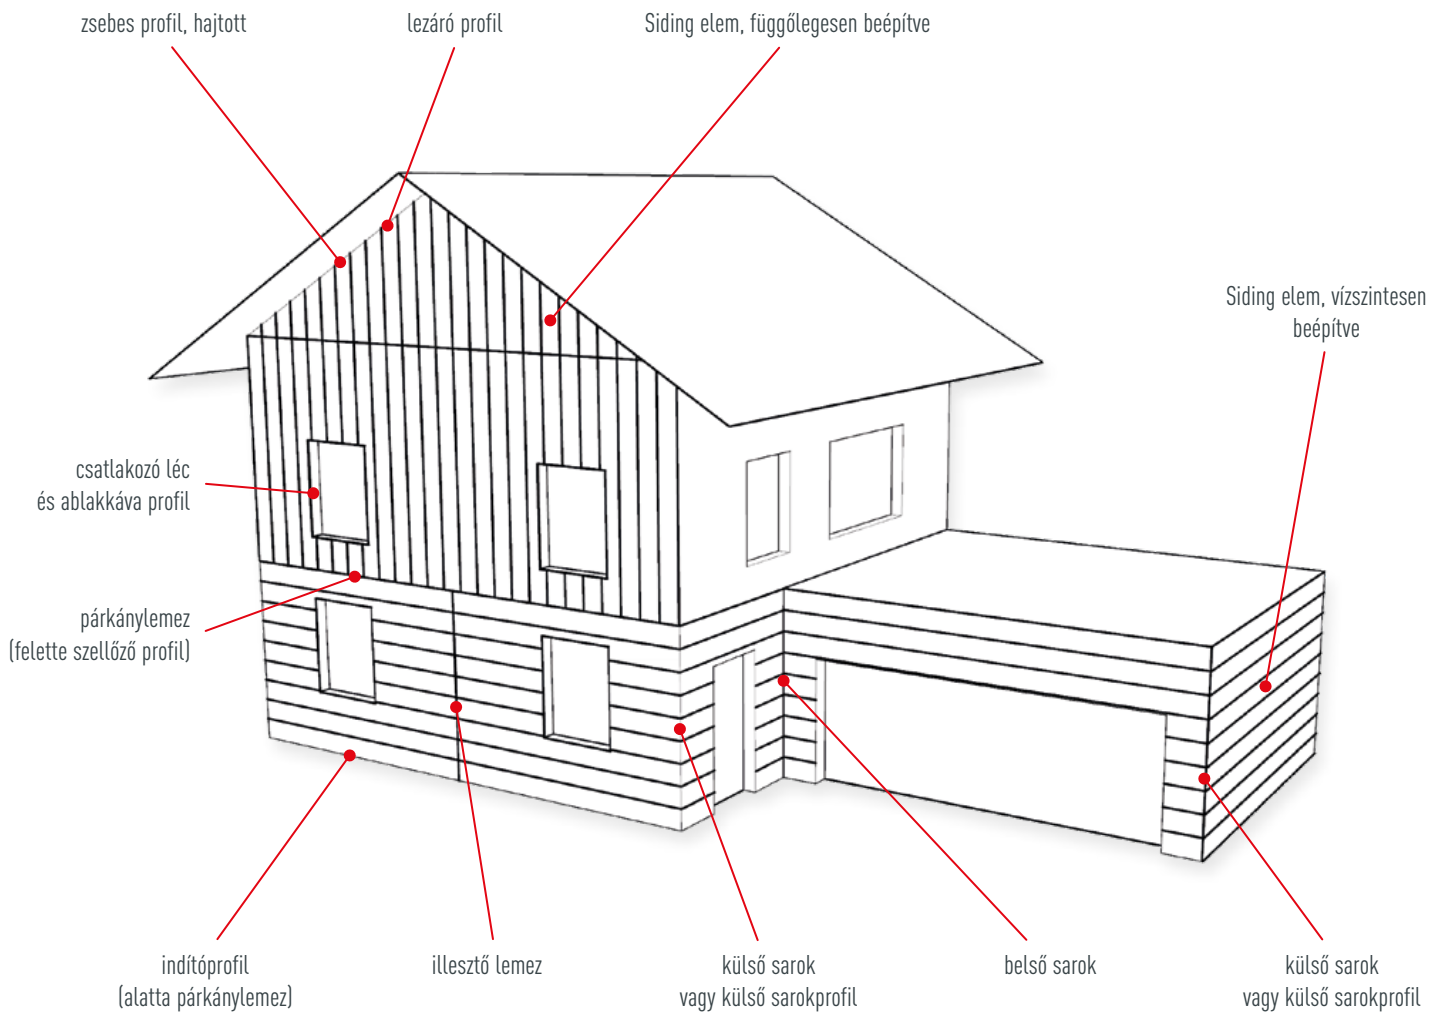 zsebes profil, hajtott
lezáró profil
Siding elem, függőlegesen beépítve
Siding elem, vízszintesen
beépítve
csatlakozó léc
és ablakkáva profil
párkánylemez
(felette szellőző profil)
indítóprofil
(alatta párkánylemez)
illesztő lemez
külső sarok
vagy külső sarokprofil
belső sarok
külső sarok
vagy külső sarokprofil